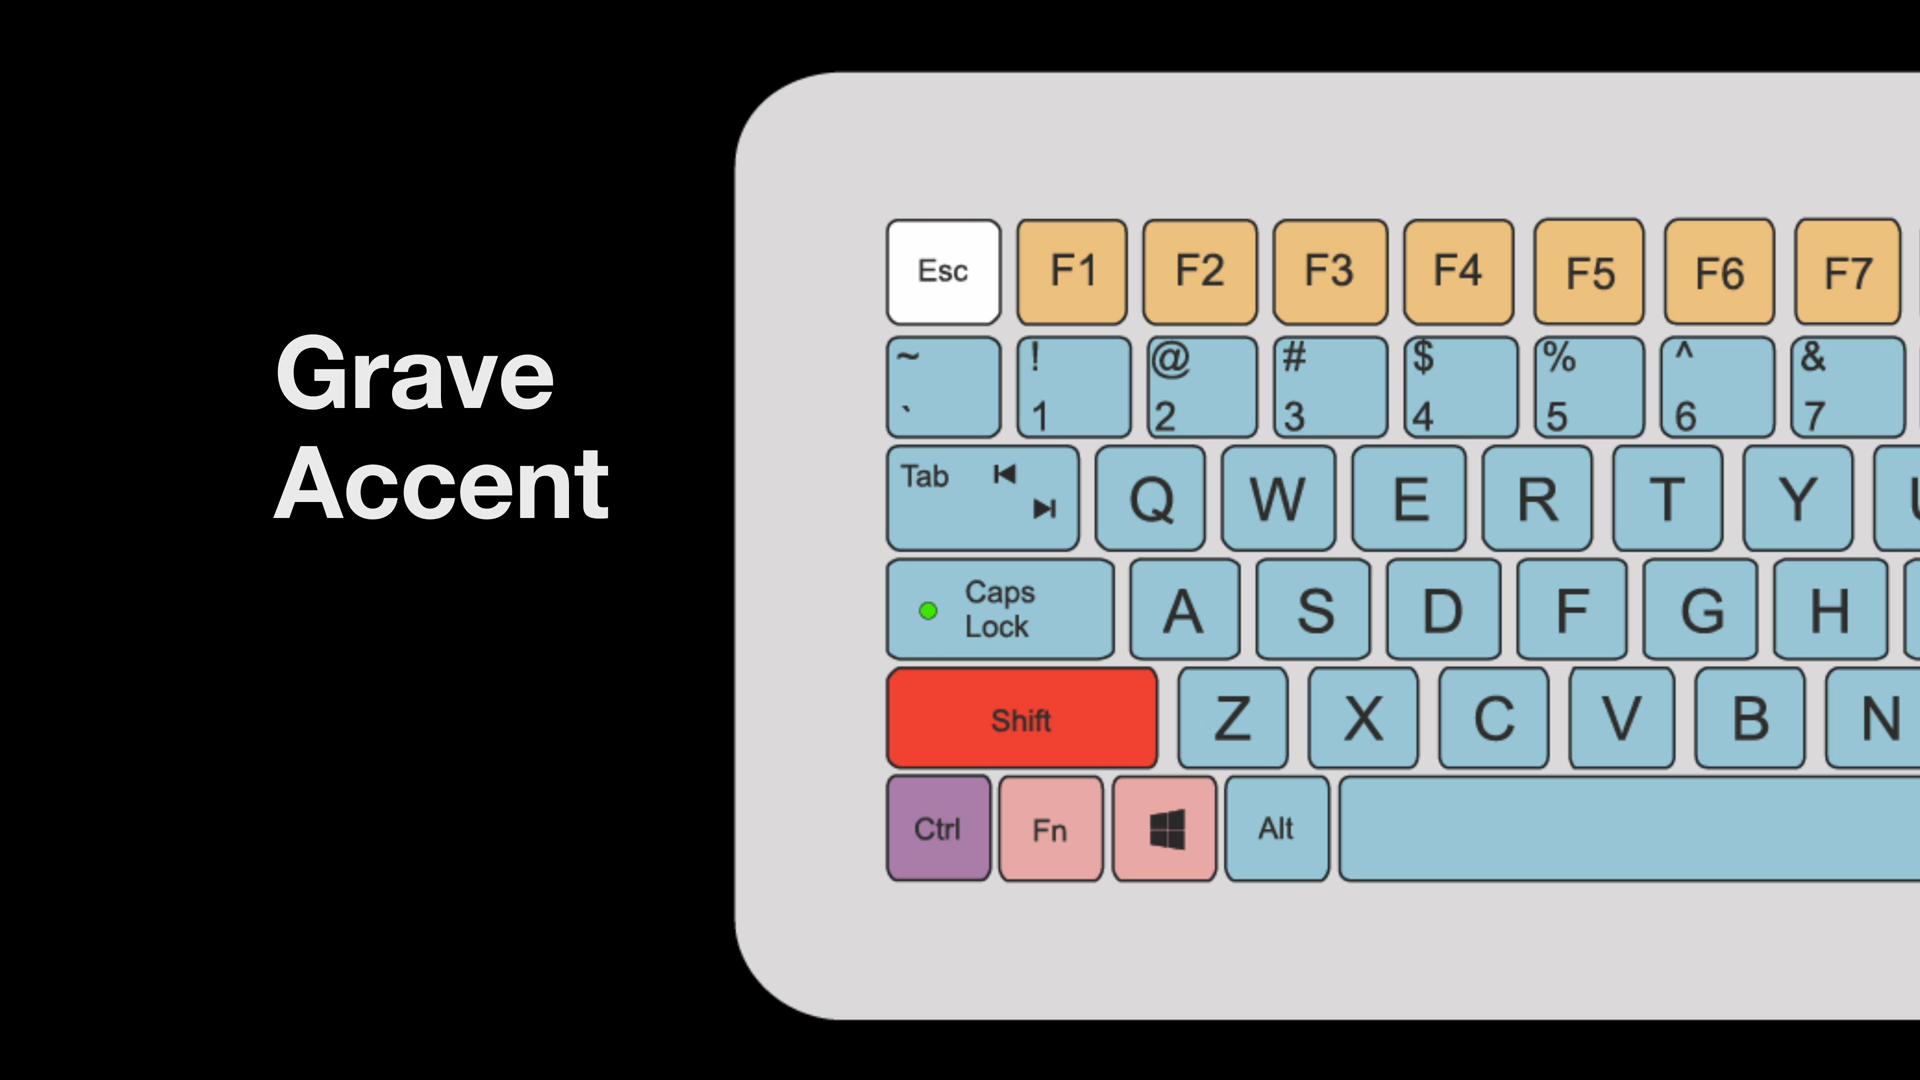 Grave
Accent
Esc F1 F2 F3 F4 F5 F6 F7
~ ! @ # $ % ^ &
` 1 2 3 4 5 6 7
Tab Q W E R T Y
Caps
Lock
A S D F G H
Shift Z X C V B N
Ctrl Fn Alt